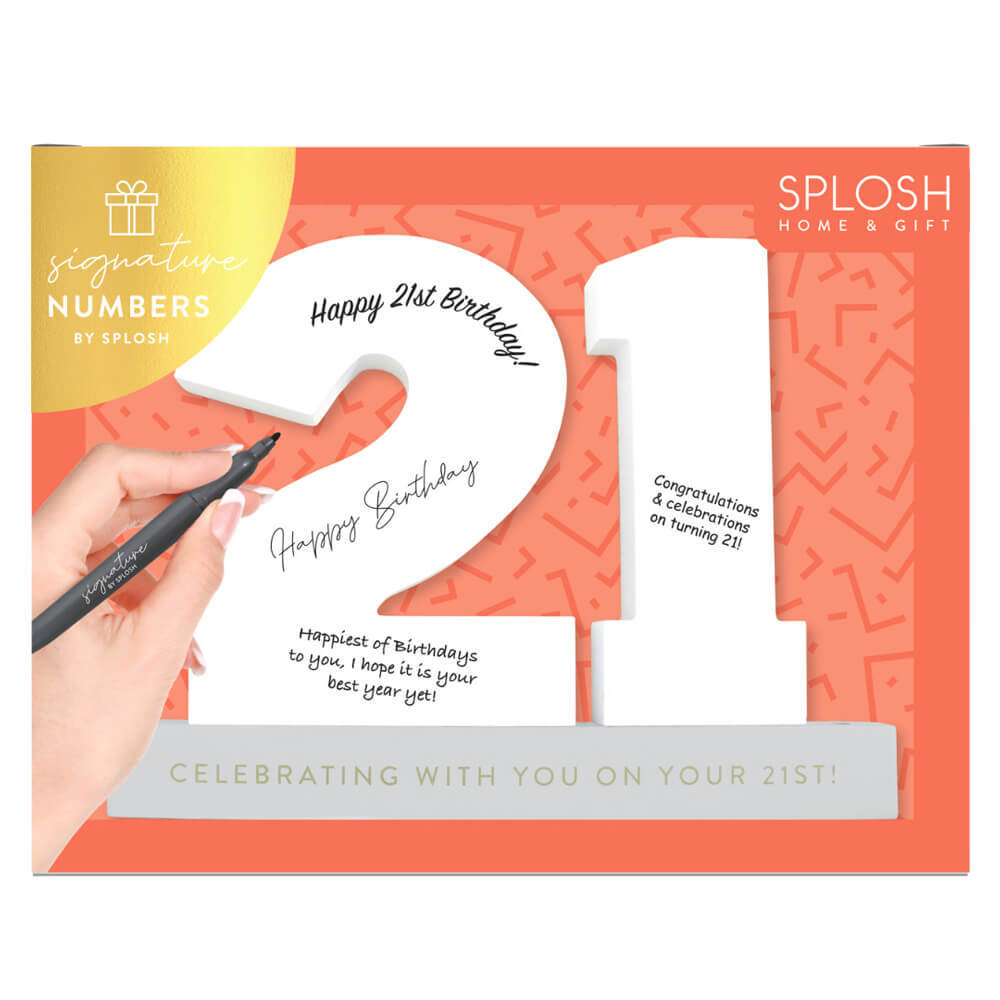 signature
NUMBERS
BY SPLOSH
SPLOSH
HOME & GIFT
Happy 21st Birthday!
Happy Birthday
Congratulations
& celebrations
on turning 21!
signature
BY SPLOSH
Happiest of Birthdays
to you, I hope it is your
best year yet!
21
CELEBRATING WITH YOU ON YOUR 21ST!